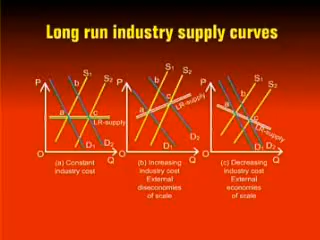 Long run industry supply curves
P
S₁
S₂
b
a
c
LR-supply
D₁
D₂
O
Q
(a) Constant
industry cost
P
S₁
S₂
b
a
c
LR-supply
D₁
D₂
O
Q
(b) Increasing
industry cost
External
diseconomies
of scale
P
S₁
S₂
b
a
c
LR-supply
D₁
D₂
O
Q
(c) Decreasing
industry cost
External
economies
of scale